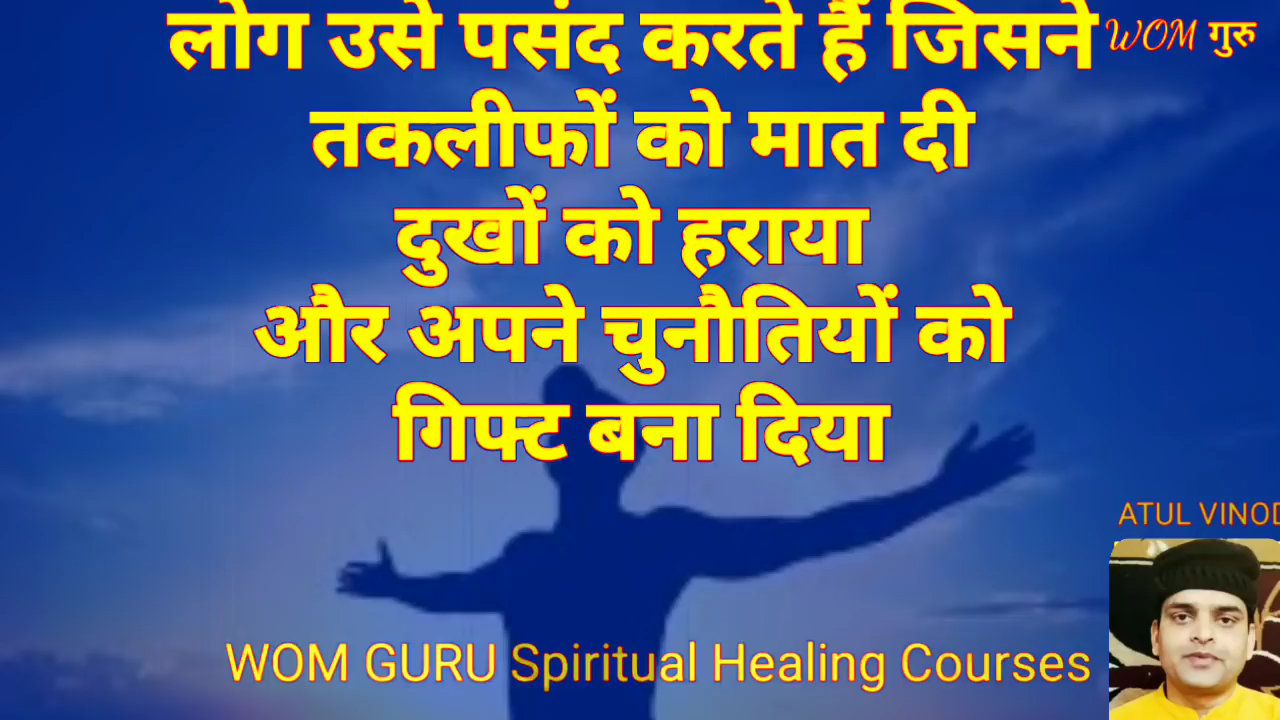 लोग उसे पसंद करते हैं जिसने
WOM गुरु
तकलीफों को मात दी
दुखों को हराया
और अपने चुनौतियों को
गिफ्ट बना दिया
ATUL VINOD
WOM GURU Spiritual Healing Courses